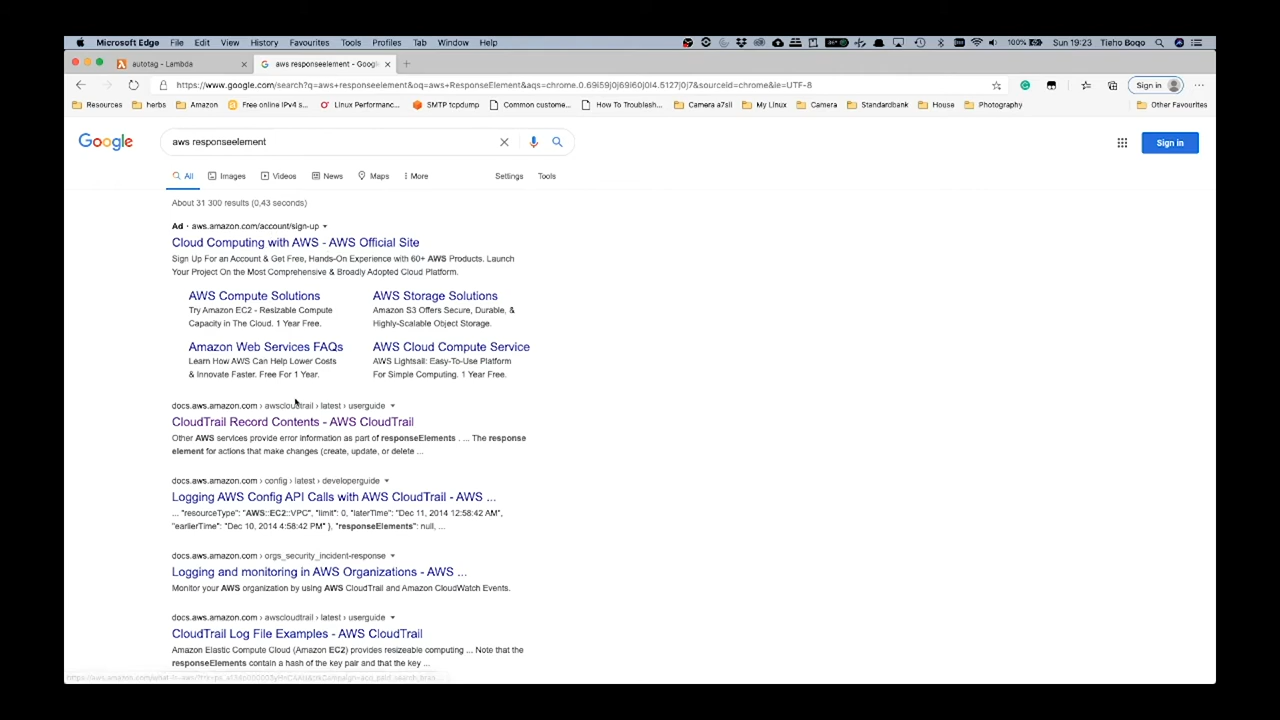 Microsoft Edge File Edit View History Favourites Tools Profiles Tab Window Help 100% Sun 19:23 Tieho Boqo
autotag - Lambda × aws responseelement - Googl × +
https://www.google.com/search?q=aws+responseelement&oq=aws+ResponseElement&aqs=chrome.0.69i59j0j69i60j0l4.5127j0j7&sourceid=chrome&ie=UTF-8 Sign in
Resources herbs Amazon Free online IPv4 s... Linux Performanc... SMTP tcpdump Common custome... How To Troublesh... Camera a7sii My Linux Camera Standardbank House Photography Other Favourites
Google aws responseelement Sign in
All Images Videos News Maps More Settings Tools
About 31 300 results (0,43 seconds)
Ad · aws.amazon.com/account/sign-up
Cloud Computing with AWS - AWS Official Site
Sign Up For an Account & Get Free, Hands-On Experience with 60+ AWS Products. Launch
Your Project On the Most Comprehensive & Broadly Adopted Cloud Platform.
AWS Compute Solutions
Try Amazon EC2 - Resizable Compute
Capacity in The Cloud. 1 Year Free.
AWS Storage Solutions
Amazon S3 Offers Secure, Durable, &
Highly-Scalable Object Storage.
Amazon Web Services FAQs
Learn How AWS Can Help Lower Costs
& Innovate Faster. Free For 1 Year.
AWS Cloud Compute Service
AWS Lightsail: Easy-To-Use Platform
For Simple Computing. 1 Year Free.
docs.aws.amazon.com › awscloudtrail › latest › userguide
CloudTrail Record Contents - AWS CloudTrail
Other AWS services provide error information as part of responseElements . ... The response
element for actions that make changes (create, update, or delete ...
docs.aws.amazon.com › config › latest › developerguide
Logging AWS Config API Calls with AWS CloudTrail - AWS ...
... "resourceType": "AWS::EC2::VPC", "limit": 0, "laterTime": "Dec 11, 2014 12:58:42 AM",
"earlierTime": "Dec 10, 2014 4:58:42 PM" }, "responseElements": null, ...
docs.aws.amazon.com › orgs_security_incident-response
Logging and monitoring in AWS Organizations - AWS ...
Monitor your AWS organization by using AWS CloudTrail and Amazon CloudWatch Events.
docs.aws.amazon.com › awscloudtrail › latest › userguide
CloudTrail Log File Examples - AWS CloudTrail
Amazon Elastic Compute Cloud (Amazon EC2) provides resizeable computing ... Note that the
responseElements contain a hash of the key pair and that the key ...